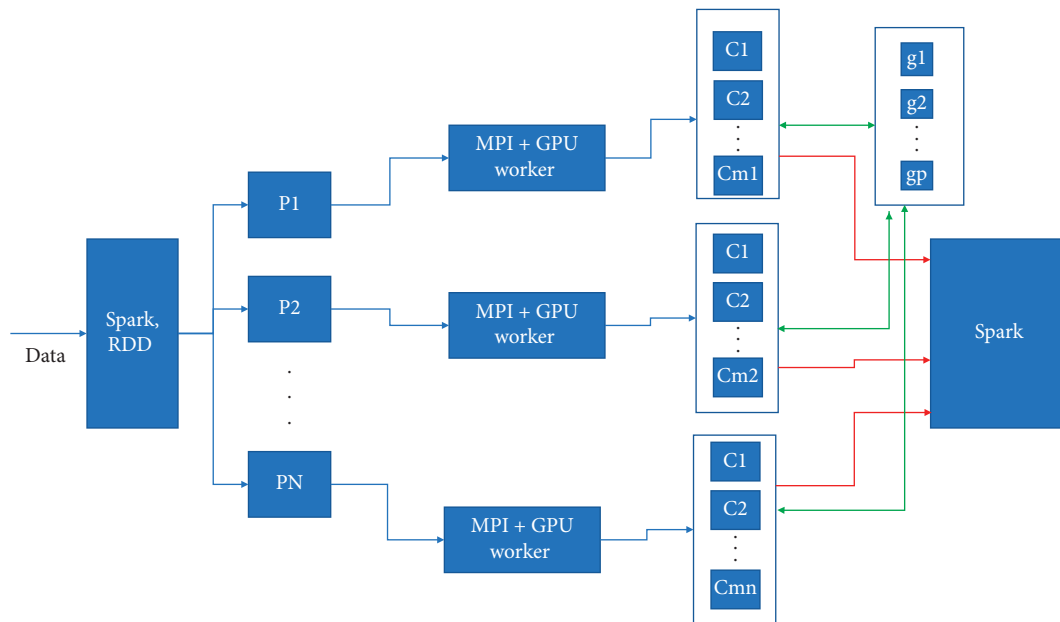 Data
Spark,
RDD
P1
P2
PN
MPI + GPU
worker
MPI + GPU
worker
MPI + GPU
worker
C1
C2
Cm1
C1
C2
Cm2
C1
C2
Cmn
g1
g2
gp
Spark